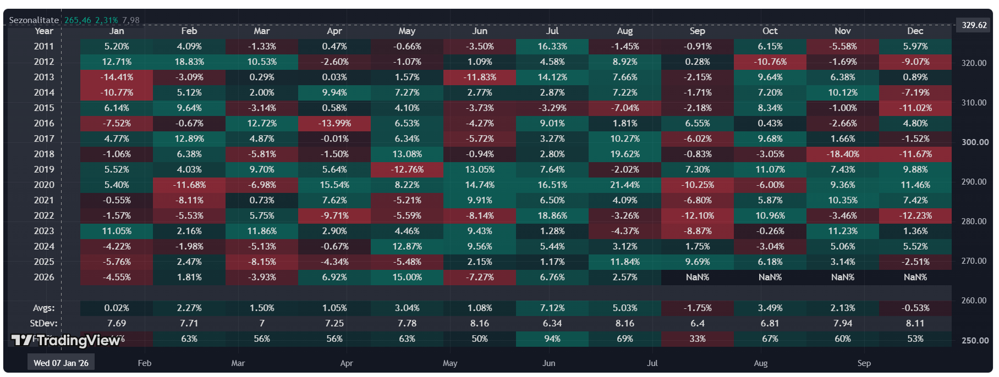 Sezonalitate 265,46 2,31% 7,98
329.62
Year Jan Feb Mar Apr May Jun Jul Aug Sep Oct Nov Dec
2011 5.20% 4.09% -1.33% 0.47% -0.66% -3.50% 16.33% -1.45% -0.91% 6.15% -5.58% 5.97%
2012 12.71% 18.83% 10.53% -2.60% -1.07% 1.09% 4.58% 8.92% 0.28% -10.76% -1.69% -9.07% 320.00
2013 -14.41% -3.09% 0.29% 0.03% 1.57% -11.83% 14.12% 7.66% -2.15% 9.64% 6.38% 0.89%
2014 -10.77% 5.12% 2.00% 9.94% 7.27% 2.77% 2.87% 7.22% -1.71% 7.20% 10.12% -7.19% 310.00
2015 6.14% 9.64% -3.14% 0.58% 4.10% -3.73% -3.29% -7.04% -2.18% 8.34% -1.00% -11.02%
2016 -7.52% -0.67% 12.72% -13.99% 6.53% -4.27% 9.01% 1.81% 6.55% 0.43% -2.66% 4.80%
2017 4.77% 12.89% 4.87% -0.01% 6.34% -5.72% 3.27% 10.27% -6.02% 9.68% 1.66% -1.52% 300.00
2018 -1.06% 6.38% -5.81% -1.50% 13.08% -0.94% 2.80% 19.62% -0.83% -3.05% -18.40% -11.67%
2019 5.52% 4.03% 9.70% 5.64% -12.76% 13.05% 7.64% -2.02% 7.30% 11.07% 7.43% 9.88%
2020 5.40% -11.68% -6.98% 15.54% 8.22% 14.74% 16.51% 21.44% -10.25% -6.00% 9.36% 11.46% 290.00
2021 -0.55% -8.11% 0.73% 7.62% -5.21% 9.91% 6.50% 4.09% -6.80% 5.87% 10.35% 7.42%
2022 -1.57% -5.53% 5.75% -9.71% -5.59% -8.14% 18.86% -3.26% -12.10% 10.96% -3.46% -12.23% 280.00
2023 11.05% 2.16% 11.86% 2.90% 4.46% 9.43% 1.28% -4.37% -8.87% -0.26% 11.23% 1.36%
2024 -4.22% -1.98% -5.13% -0.67% 12.87% 9.56% 5.44% 3.12% 1.75% -3.04% 5.06% 5.52%
2025 -5.76% 2.47% -8.15% -4.34% -5.48% 2.15% 1.17% 11.84% 9.69% 6.18% 3.14% -2.51% 270.00
2026 -4.55% 1.81% -3.93% 6.92% 15.00% -7.27% 6.76% 2.57% NaN% NaN% NaN% NaN%
260.00
Avgs: 0.02% 2.27% 1.50% 1.05% 3.04% 1.08% 7.12% 5.03% -1.75% 3.49% 2.13% -0.53%
StDev: 7.69 7.71 7 7.25 7.78 8.16 6.34 8.16 6.4 6.81 7.94 8.11
TradingView 63% 56% 56% 63% 50% 94% 69% 33% 67% 60% 53% 250.00
Wed 07 Jan '26 Feb Mar Apr May Jun Jul Aug Sep